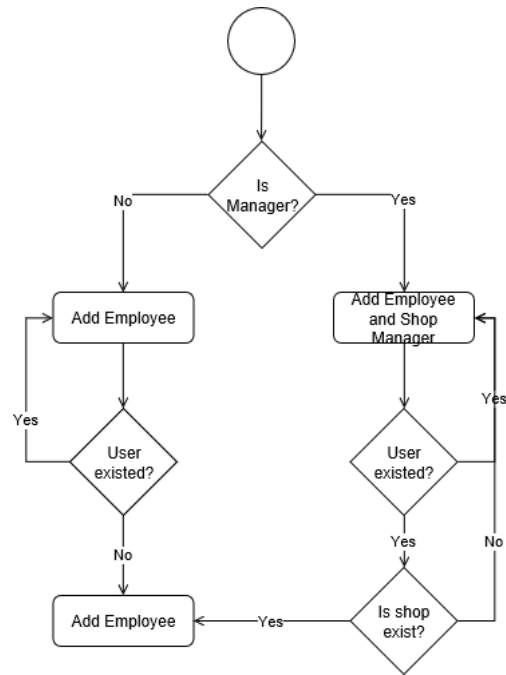 Is
Manager?
No
Yes
Add Employee
Add Employee
and Shop
Manager
Yes
Yes
User
existed?
User
existed?
No
Yes
No
Add Employee
Yes
Is shop
exist?